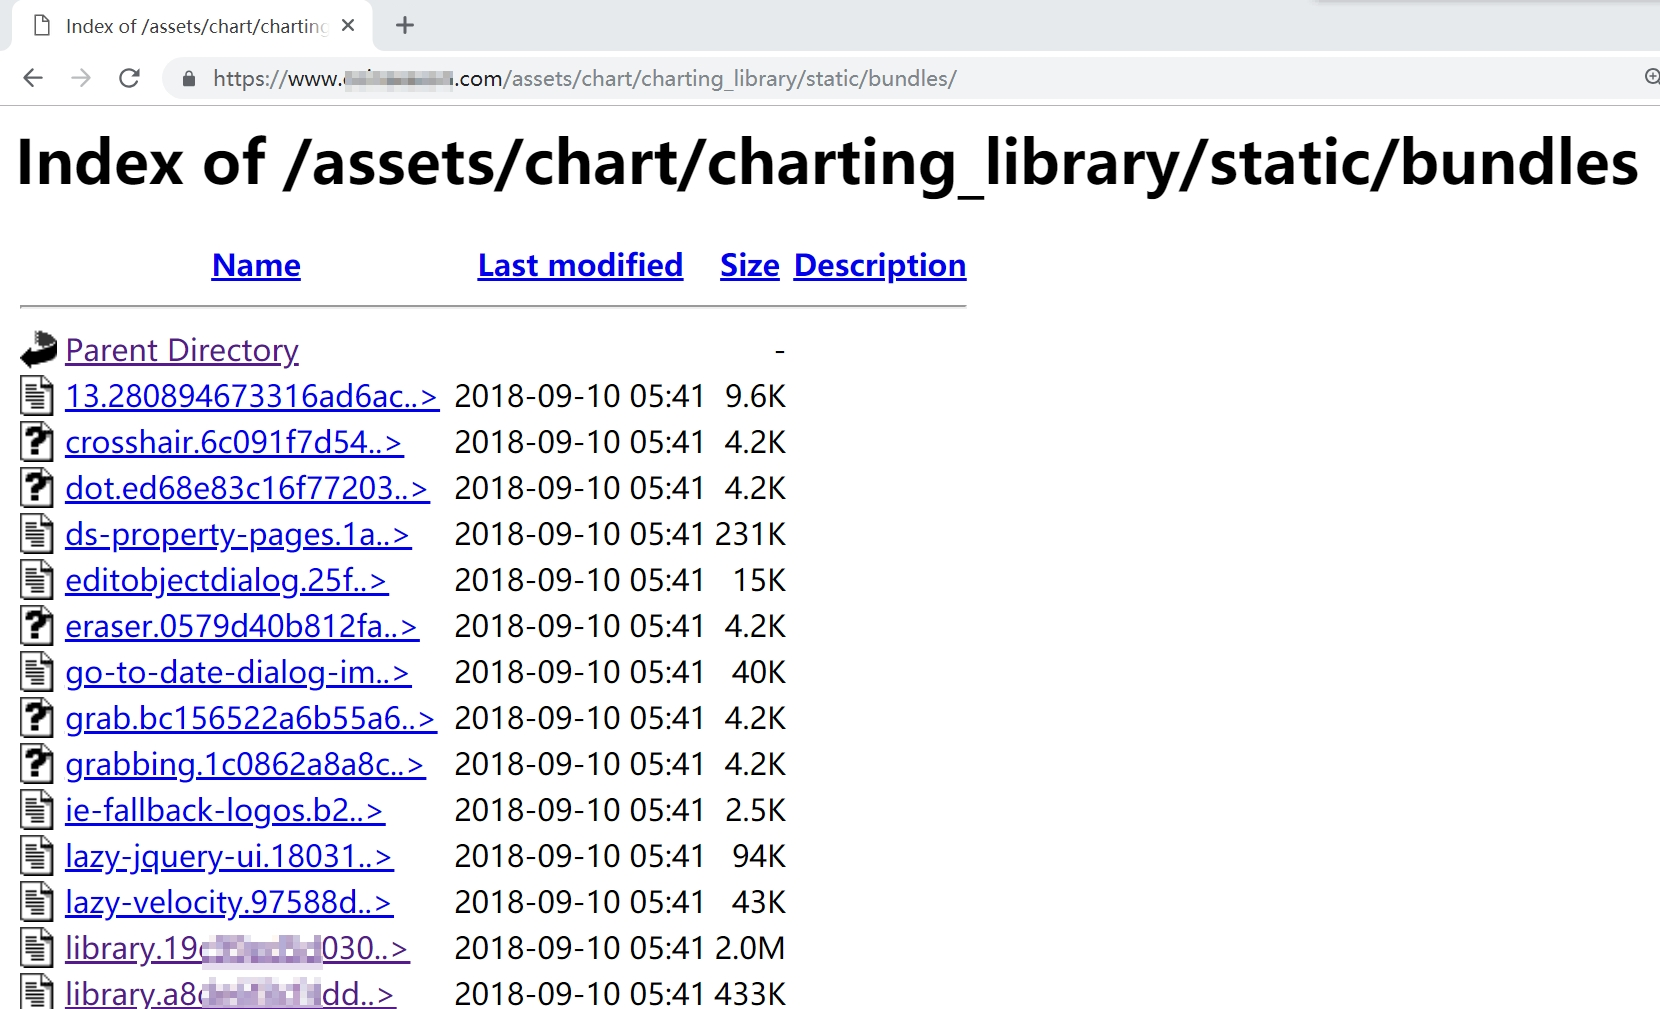 Index of /assets/chart/charting
https://www. .com/assets/chart/charting_library/static/bundles/
Index of /assets/chart/charting_library/static/bundles
Name Last modified Size Description
Parent Directory -
13.280894673316ad6ac..> 2018-09-10 05:41 9.6K
crosshair.6c091f7d54..> 2018-09-10 05:41 4.2K
dot.ed68e83c16f77203..> 2018-09-10 05:41 4.2K
ds-property-pages.1a..> 2018-09-10 05:41 231K
editobjectdialog.25f..> 2018-09-10 05:41 15K
eraser.0579d40b812fa..> 2018-09-10 05:41 4.2K
go-to-date-dialog-im..> 2018-09-10 05:41 40K
grab.bc156522a6b55a6..> 2018-09-10 05:41 4.2K
grabbing.1c0862a8a8c..> 2018-09-10 05:41 4.2K
ie-fallback-logos.b2..> 2018-09-10 05:41 2.5K
lazy-jquery-ui.18031..> 2018-09-10 05:41 94K
lazy-velocity.97588d..> 2018-09-10 05:41 43K
library.19 030..> 2018-09-10 05:41 2.0M
library.a8 dd..> 2018-09-10 05:41 433K